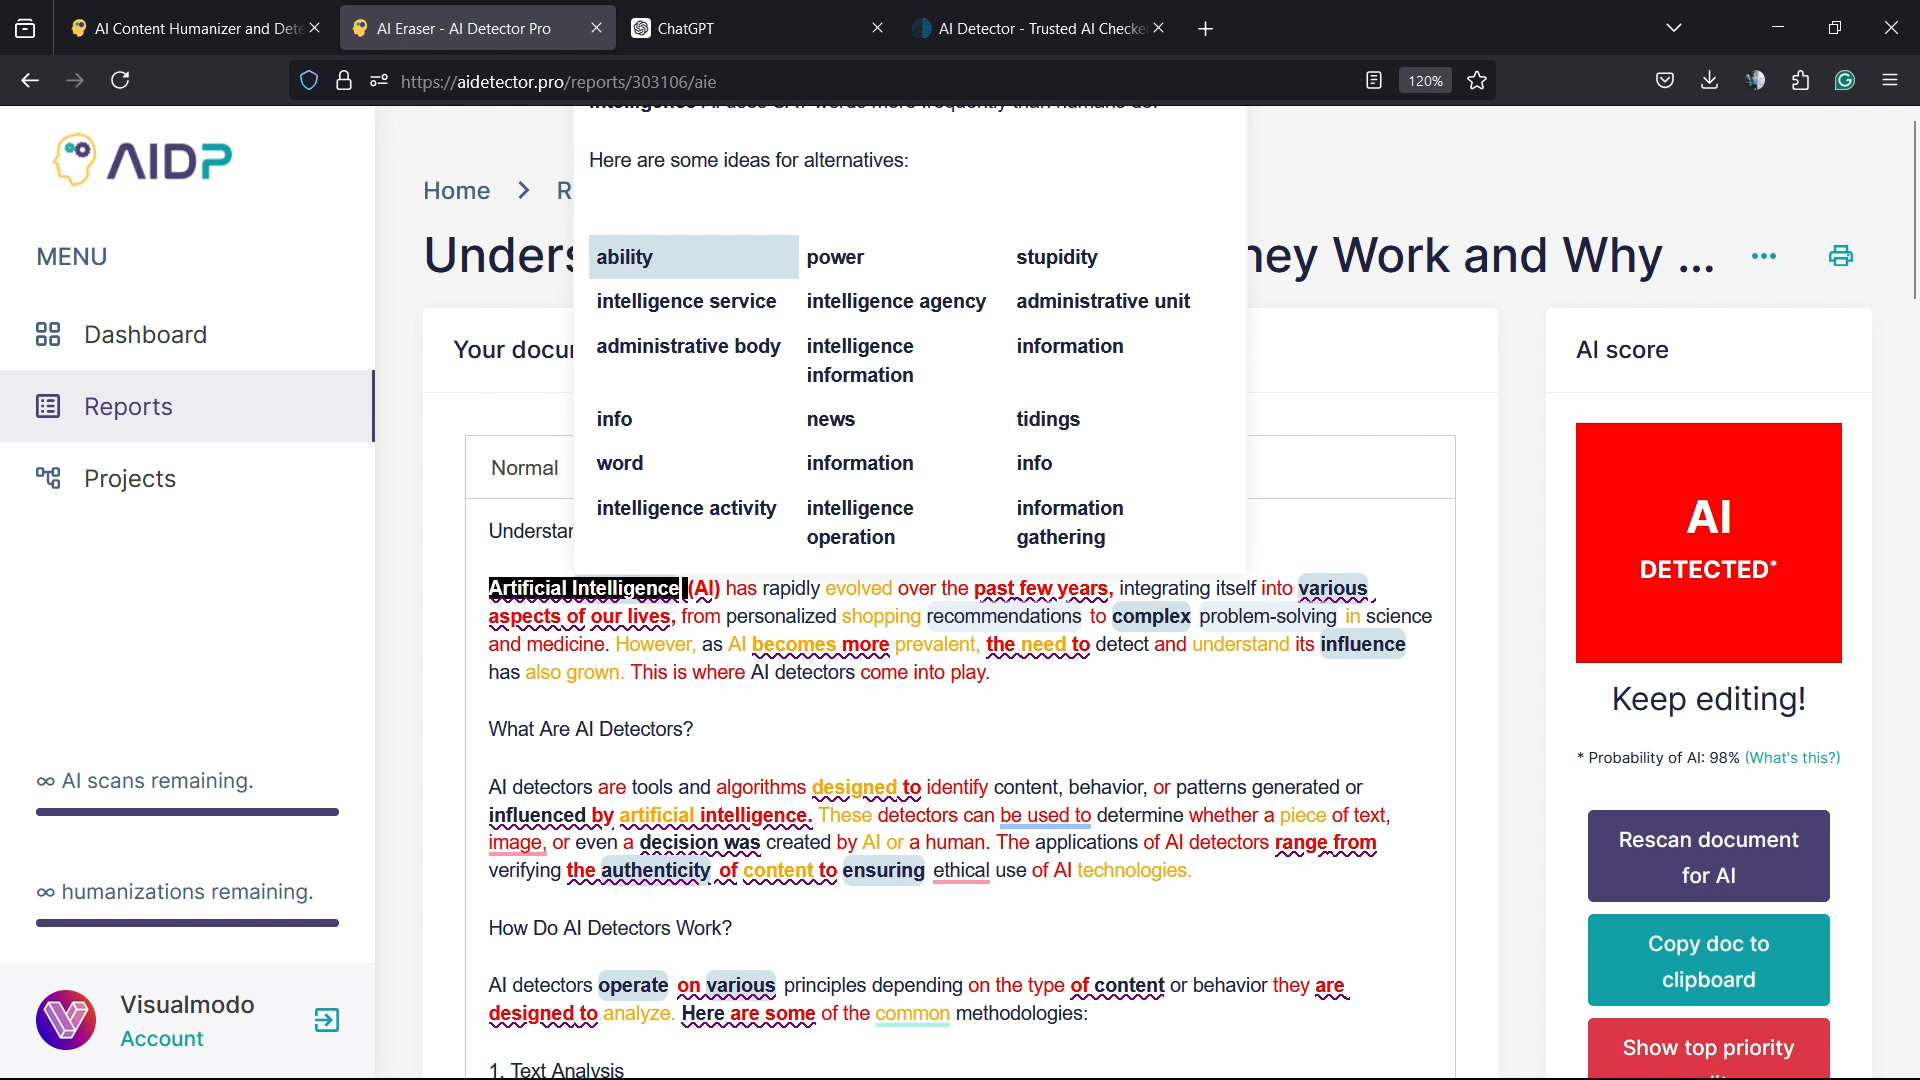 AI Content Humanizer and Dete
AI Eraser - AI Detector Pro
ChatGPT
AI Detector - Trusted AI Checke
https://aidetector.pro/reports/303106/aie
120%
AIDP
MENU
Dashboard
Reports
Projects
∞ AI scans remaining.
∞ humanizations remaining.
Visualmodo
Account
Home > R
Unders
ney Work and Why ...
Here are some ideas for alternatives:
ability power stupidity
intelligence service intelligence agency administrative unit
administrative body intelligence information information
info news tidings
word information info
intelligence activity intelligence operation information gathering
Your docu
Normal
Understar
Artificial Intelligence (AI) has rapidly evolved over the past few years, integrating itself into various
aspects of our lives, from personalized shopping recommendations to complex problem-solving in science
and medicine. However, as AI becomes more prevalent, the need to detect and understand its influence
has also grown. This is where AI detectors come into play.
What Are AI Detectors?
AI detectors are tools and algorithms designed to identify content, behavior, or patterns generated or
influenced by artificial intelligence. These detectors can be used to determine whether a piece of text,
image, or even a decision was created by AI or a human. The applications of AI detectors range from
verifying the authenticity of content to ensuring ethical use of AI technologies.
How Do AI Detectors Work?
AI detectors operate on various principles depending on the type of content or behavior they are
designed to analyze. Here are some of the common methodologies:
1. Text Analysis
AI score
AI
DETECTED*
Keep editing!
* Probability of AI: 98% (What's this?)
Rescan document
for AI
Copy doc to
clipboard
Show top priority